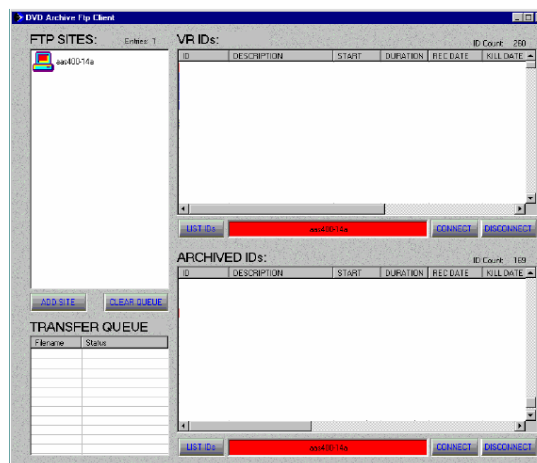 DVD Archive Ftp Client
FTP SITES: Entries: 1
aas400-14a
ADD SITE CLEAR QUEUE
TRANSFER QUEUE
Filename Status
VR IDs: ID Count: 260
ID DESCRIPTION START DURATION REC DATE KILL DATE
LIST IDs aas400-14a CONNECT DISCONNECT
ARCHIVED IDs: ID Count: 169
ID DESCRIPTION START DURATION REC DATE KILL DATE
LIST IDs aas400-14a CONNECT DISCONNECT